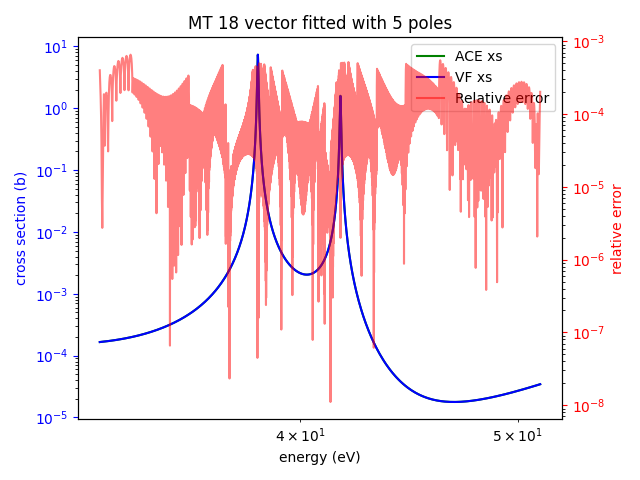 MT 18 vector fitted with 5 poles
ACE xs
VF xs
Relative error
cross section (b)
10¹
10⁰
10⁻¹
10⁻²
10⁻³
10⁻⁴
10⁻⁵
relative error
10⁻³
10⁻⁴
10⁻⁵
10⁻⁶
10⁻⁷
10⁻⁸
4 × 10¹
5 × 10¹
energy (eV)